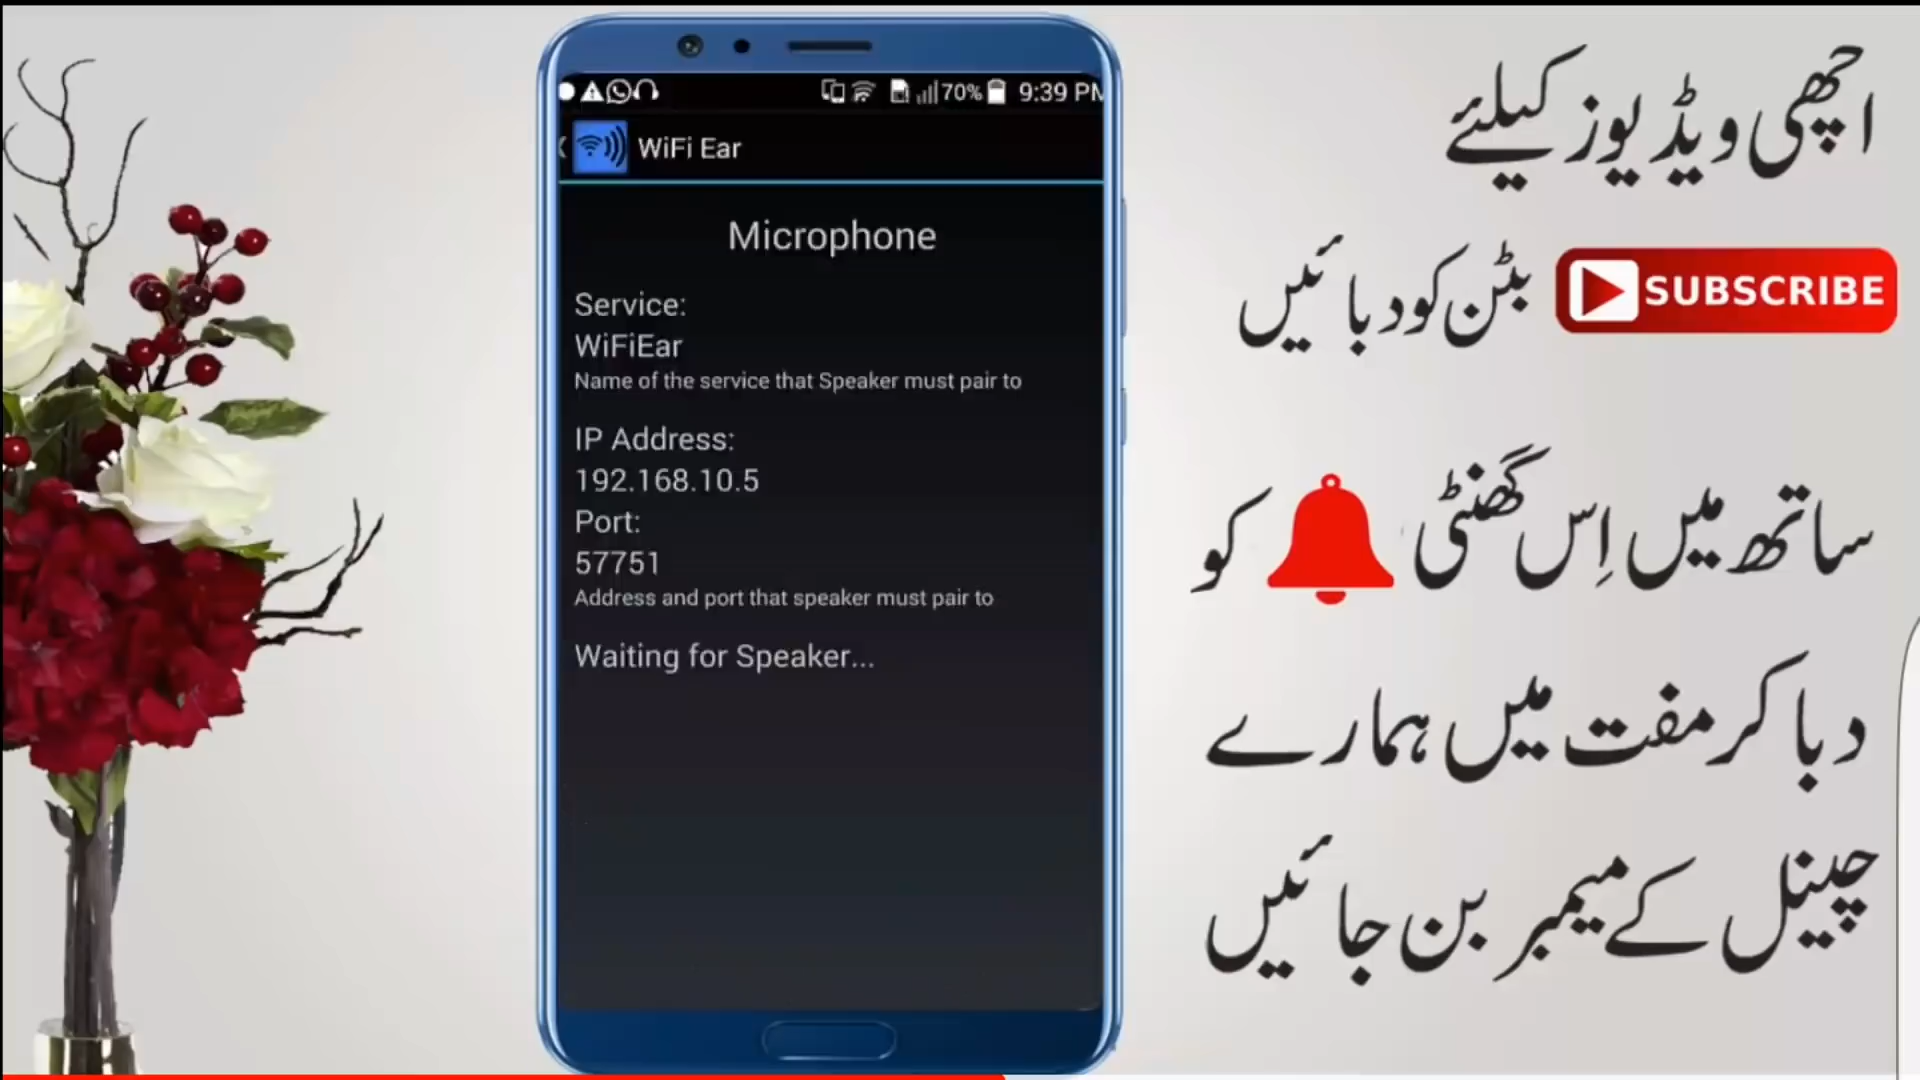 70% 9:39 PM
WiFi Ear
Microphone
Service:
WiFiEar
Name of the service that Speaker must pair to
IP Address:
192.168.10.5
Port:
57751
Address and port that speaker must pair to
Waiting for Speaker...
اچھی ویڈیوز کیلئے
SUBSCRIBE بٹن کو دبائیں
ساتھ میں اِس گھنٹی کو
دبا کر مفت میں ہمارے
چینل کے میمبر بن جائیں